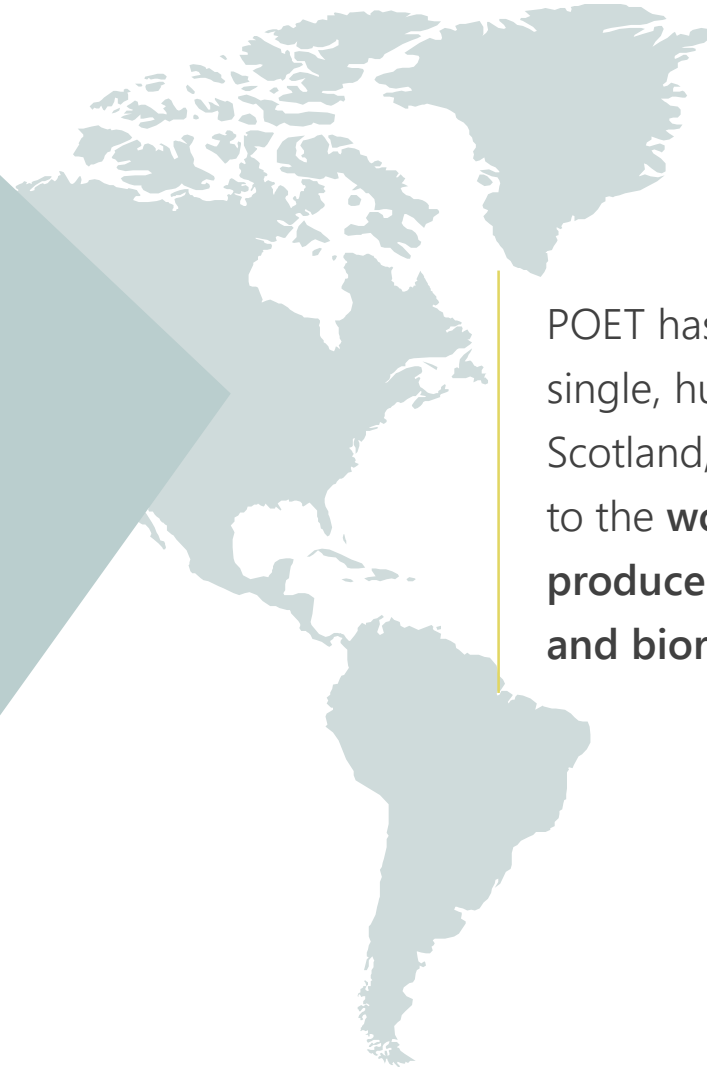 POET has
single, hu
Scotland,
to the wo
produce
and bior